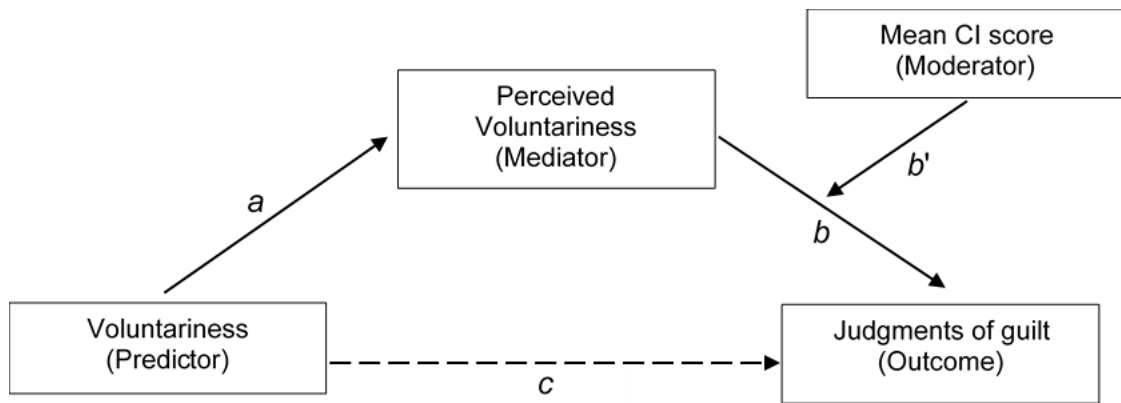 Mean CI score
(Moderator)
Perceived
Voluntariness
(Mediator)
b'
a
b
Voluntariness
(Predictor)
Judgments of guilt
(Outcome)
c